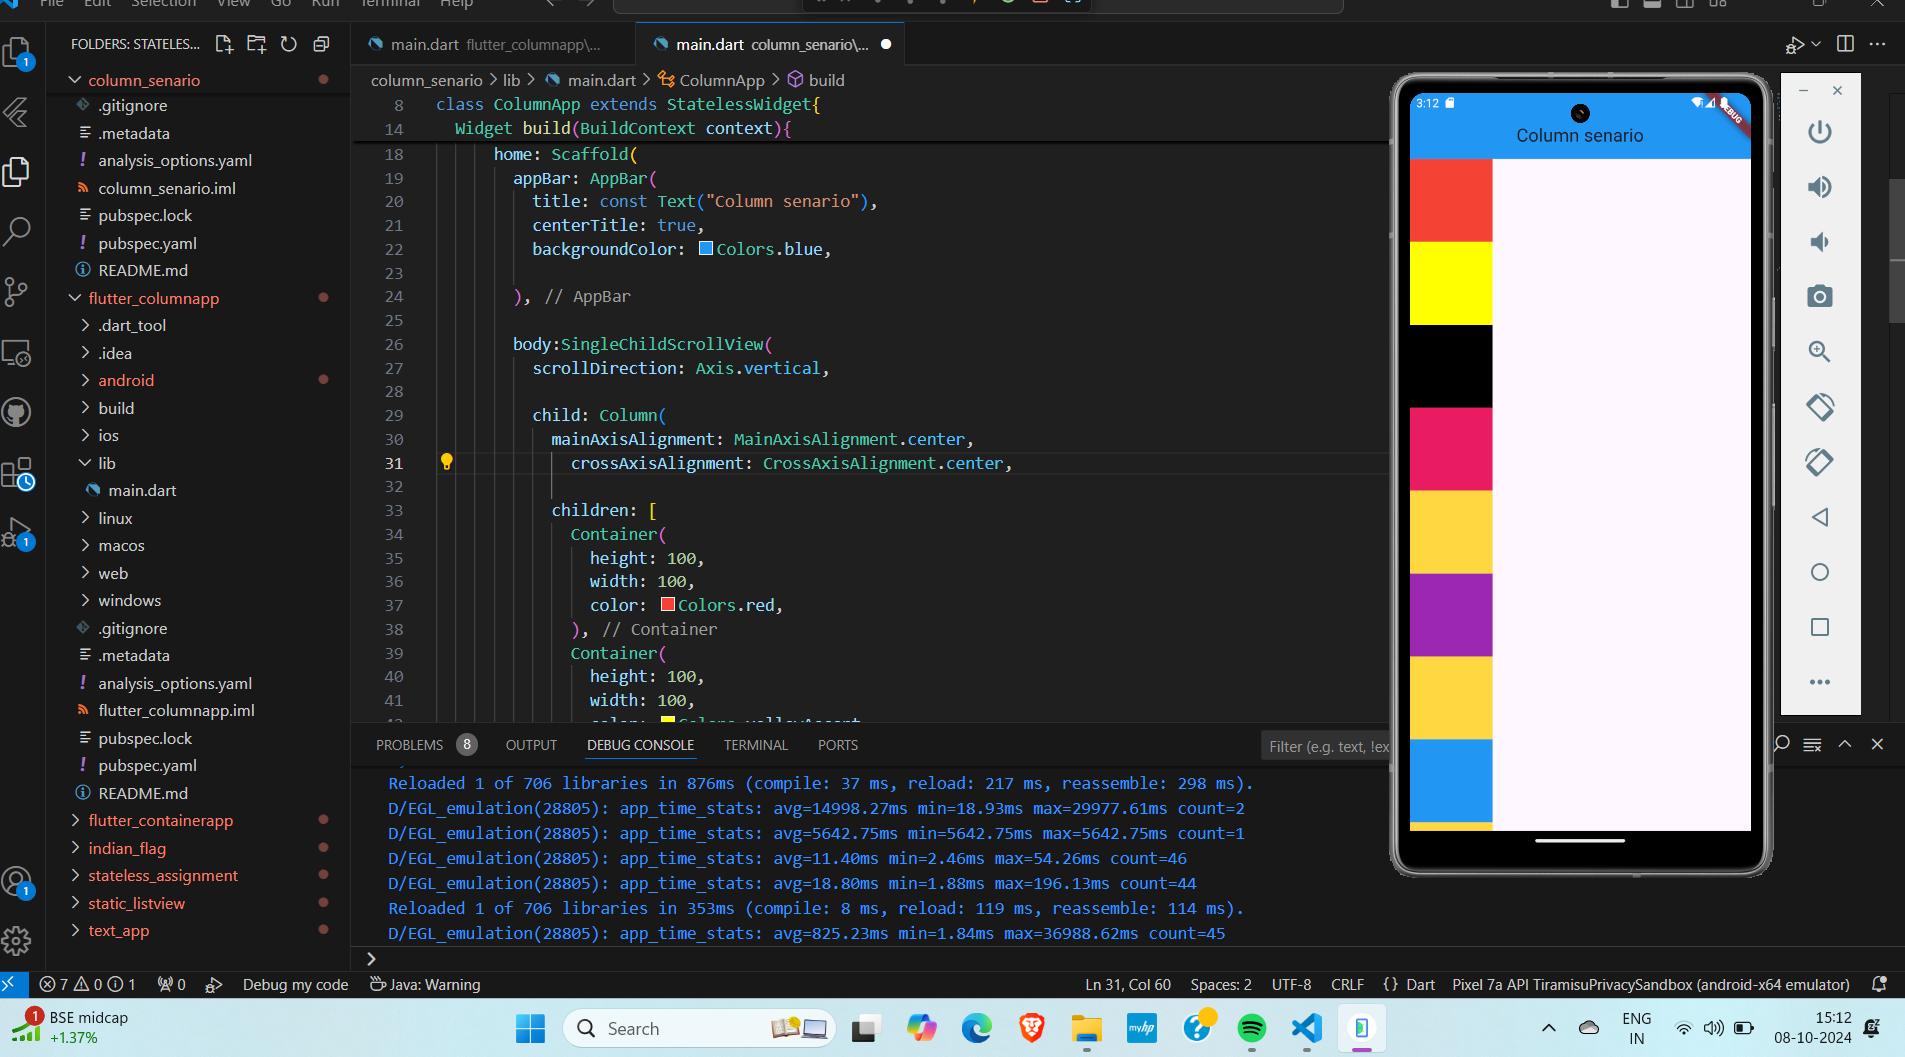 File Edit Selection View Go Run Terminal Help
FOLDERS: STATELES...
column_senario
.gitignore
.metadata
analysis_options.yaml
column_senario.iml
pubspec.lock
pubspec.yaml
README.md
flutter_columnapp
.dart_tool
.idea
android
build
ios
lib
main.dart
linux
macos
web
windows
.gitignore
.metadata
analysis_options.yaml
flutter_columnapp.iml
pubspec.lock
pubspec.yaml
README.md
flutter_containerapp
indian_flag
stateless_assignment
static_listview
text_app
1
1
1
main.dart flutter_columnapp\...
main.dart column_senario\...
column_senario > lib > main.dart > ColumnApp > build
8 class ColumnApp extends StatelessWidget{
14 Widget build(BuildContext context){
18 home: Scaffold(
19 appBar: AppBar(
20 title: const Text("Column senario"),
21 centerTitle: true,
22 backgroundColor: Colors.blue,
23
24 ), // AppBar
25
26 body:SingleChildScrollView(
27 scrollDirection: Axis.vertical,
28
29 child: Column(
30 mainAxisAlignment: MainAxisAlignment.center,
31 crossAxisAlignment: CrossAxisAlignment.center,
32
33 children: [
34 Container(
35 height: 100,
36 width: 100,
37 color: Colors.red,
38 ), // Container
39 Container(
40 height: 100,
41 width: 100,
42 color: Colors.yellowAccent
3:12
DEBUG
Column senario
PROBLEMS 8 OUTPUT DEBUG CONSOLE TERMINAL PORTS
Filter (e.g. text, !ex
Reloaded 1 of 706 libraries in 876ms (compile: 37 ms, reload: 217 ms, reassemble: 298 ms).
D/EGL_emulation(28805): app_time_stats: avg=14998.27ms min=18.93ms max=29977.61ms count=2
D/EGL_emulation(28805): app_time_stats: avg=5642.75ms min=5642.75ms max=5642.75ms count=1
D/EGL_emulation(28805): app_time_stats: avg=11.40ms min=2.46ms max=54.26ms count=46
D/EGL_emulation(28805): app_time_stats: avg=18.80ms min=1.88ms max=196.13ms count=44
Reloaded 1 of 706 libraries in 353ms (compile: 8 ms, reload: 119 ms, reassemble: 114 ms).
D/EGL_emulation(28805): app_time_stats: avg=825.23ms min=1.84ms max=36988.62ms count=45
7 0 1 0 Debug my code Java: Warning
Ln 31, Col 60 Spaces: 2 UTF-8 CRLF {} Dart Pixel 7a API TiramisuPrivacySandbox (android-x64 emulator)
1
BSE midcap
+1.37%
Search
myhp
ENG
IN
15:12
08-10-2024